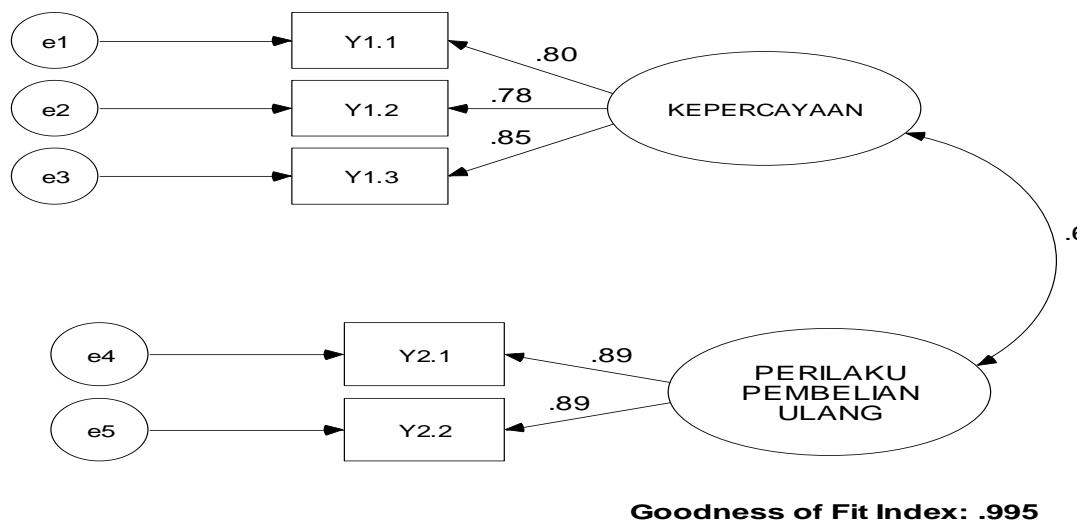 e1
Y1.1
.80
e2
Y1.2
.78
KEPERCAYAAN
e3
Y1.3
.85
e4
Y2.1
.89
PERILAKU
PEMBELIAN
ULANG
e5
Y2.2
.89
Goodness of Fit Index: .995